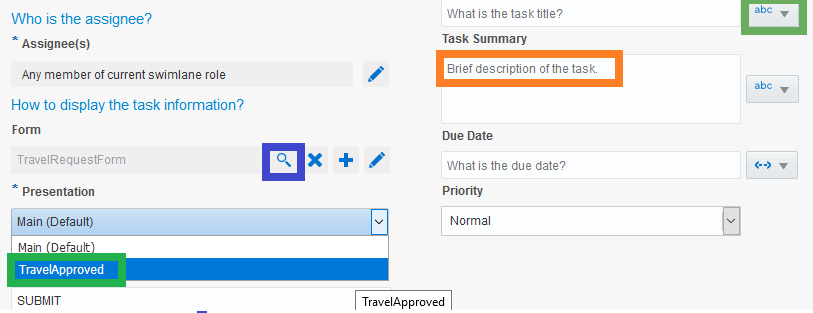 Who is the assignee?
* Assignee(s)
Any member of current swimlane role
How to display the task information?
Form
TravelRequestForm
* Presentation
Main (Default)
Main (Default)
TravelApproved
SUBMIT
TravelApproved
What is the task title?
abc
Task Summary
Brief description of the task.
abc
Due Date
What is the due date?
Priority
Normal